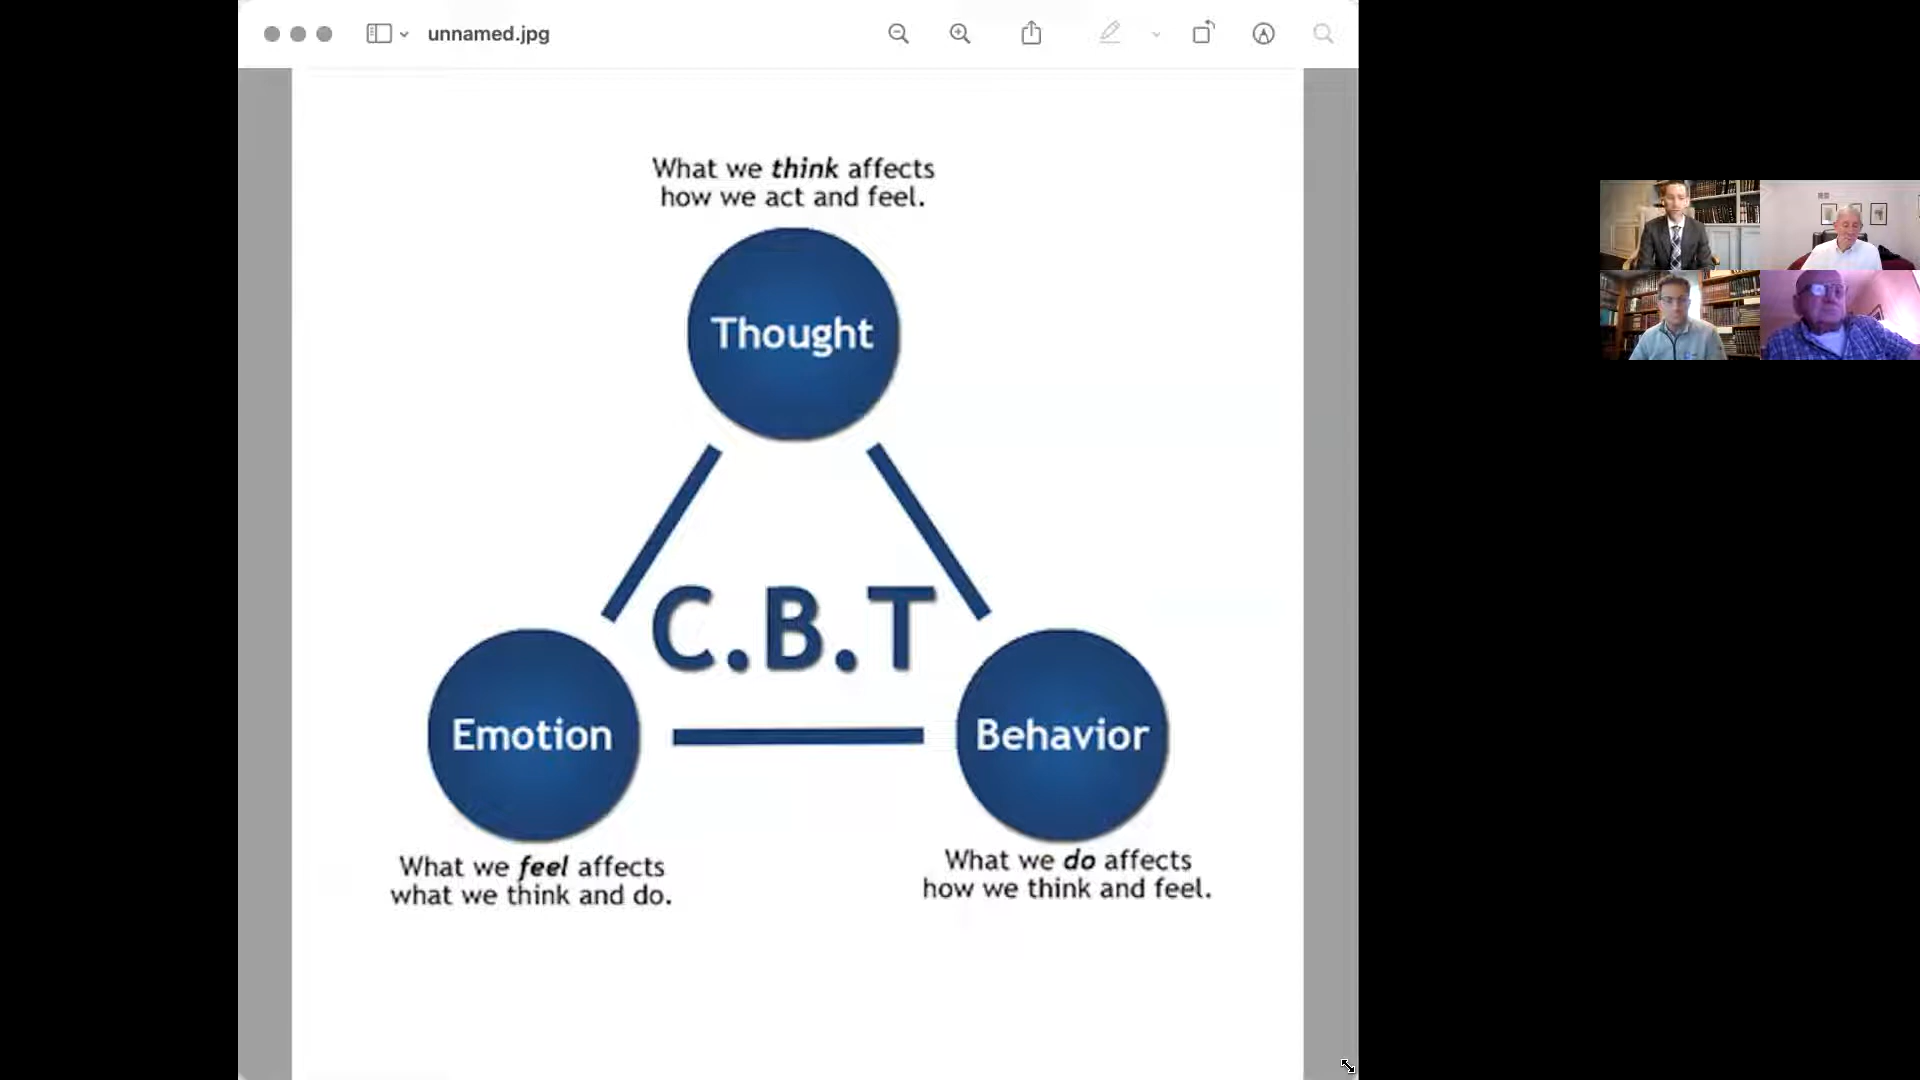 unnamed.jpg
What we think affects
how we act and feel.
Thought
C.B.T
Emotion
Behavior
What we feel affects
what we think and do.
What we do affects
how we think and feel.